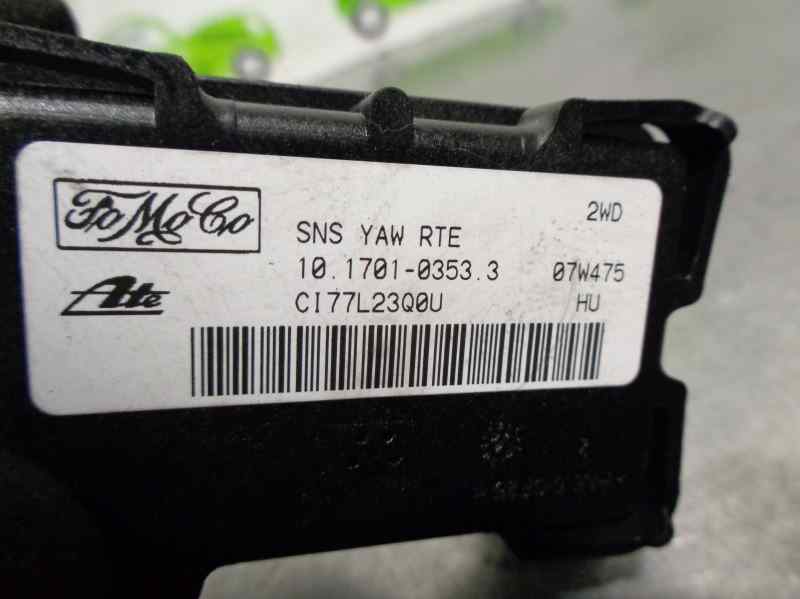 FoMoCo
SNS YAW RTE
2WD
10.1701-0353.3
07W475
Ate
CI77L23Q0U
HU